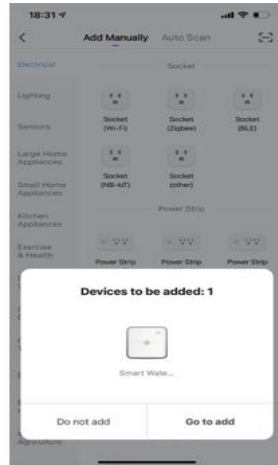 18:31
Add Manually Auto Scan
Electrical
Socket
Lighting
Sensors
Large Home
Appliances
Small Home
Appliances
Kitchen
Appliances
Exercise
& Health
Socket
(Wi-Fi)
Socket
(Zigbee)
Socket
(BLE)
Socket
(NB-IoT)
Socket
(other)
Power Strip
Power Strip
Power Strip
Power Strip
Devices to be added: 1
Smart Wate...
Do not add
Go to add
Agriculture